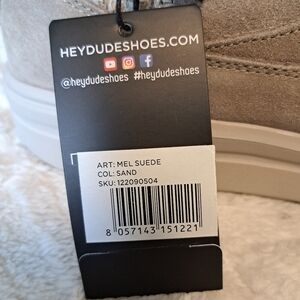 HEYDUDESHOES.COM
@heydudeshoes #heydudeshoes
ART: MEL SUEDE
COL: SAND
SKU: 122090504
8 057143 151221